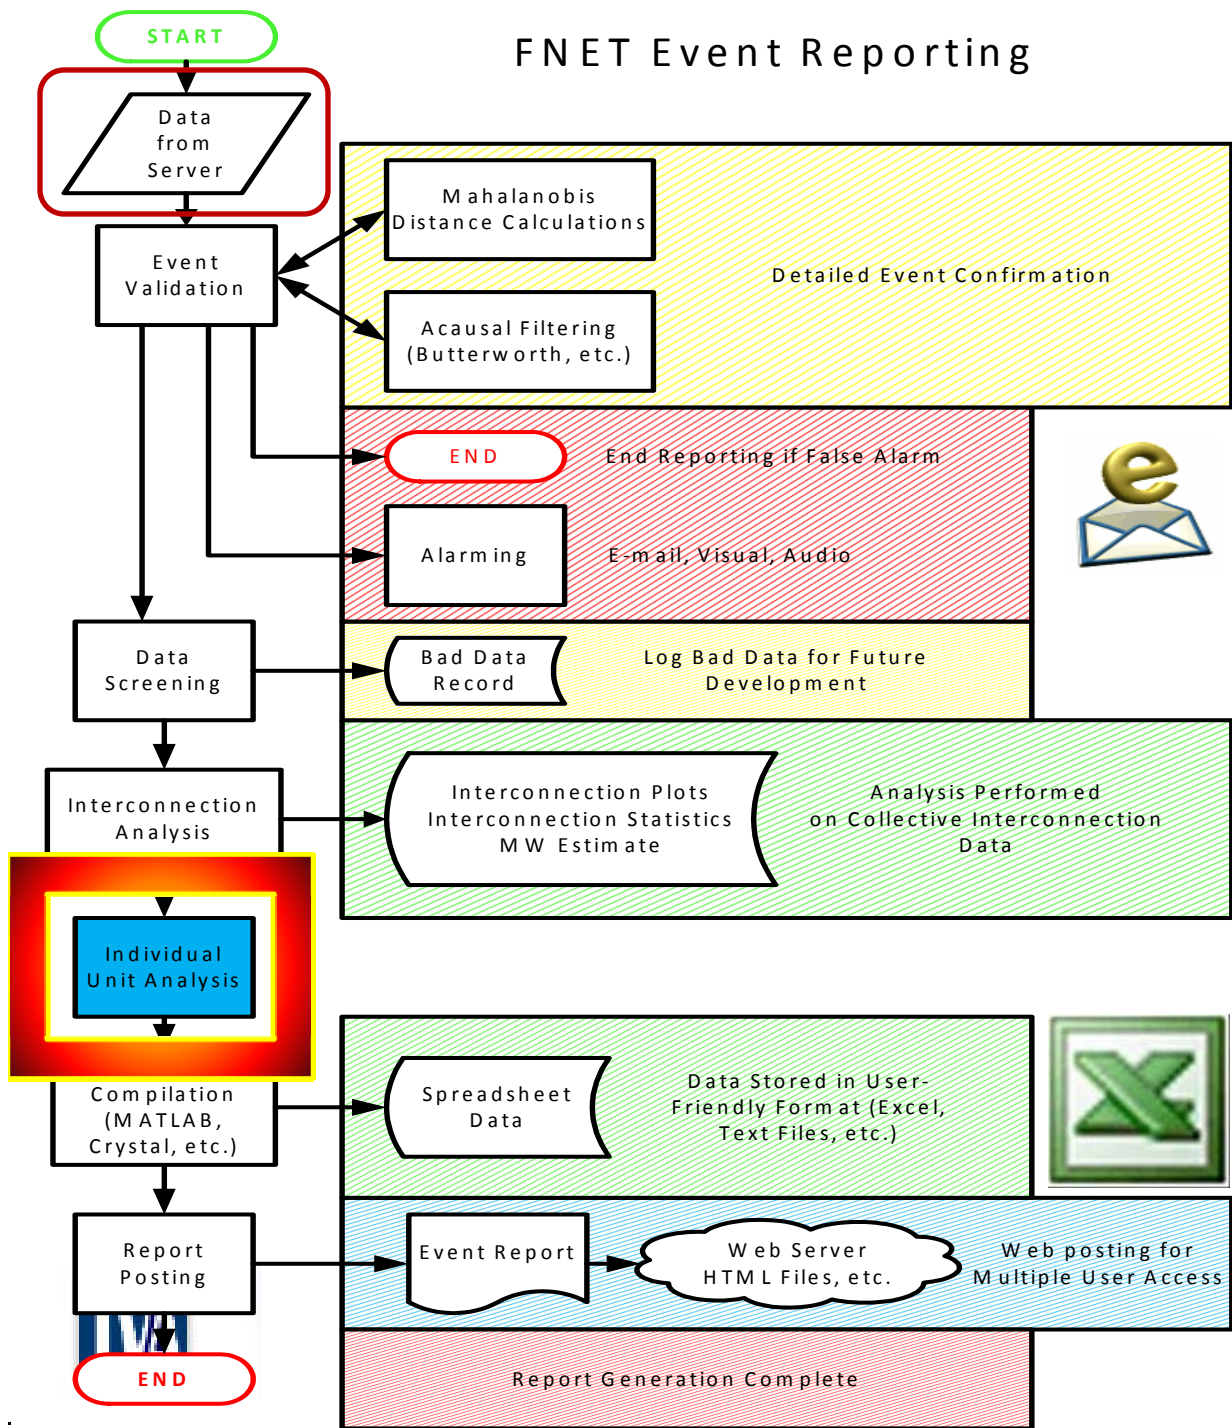 START
FNET Event Reporting
Data
from
Server
Mahalanobis
Distance Calculations
Event
Validation
Detailed Event Confirmation
Acausal Filtering
(Butterworth, etc.)
END
End Reporting if False Alarm
e
Alarming
E-mail, Visual, Audio
Data
Screening
Bad Data
Record
Log Bad Data for Future
Development
Interconnection
Analysis
Interconnection Plots
Interconnection Statistics
MW Estimate
Analysis Performed
on Collective Interconnection
Data
Individual
Unit Analysis
Compilation
(MATLAB,
Crystal, etc.)
Spreadsheet
Data
Data Stored in User-
Friendly Format (Excel,
Text Files, etc.)
X
Report
Posting
Event Report
Web Server
HTML Files, etc.
Web posting for
Multiple User Access
END
Report Generation Complete